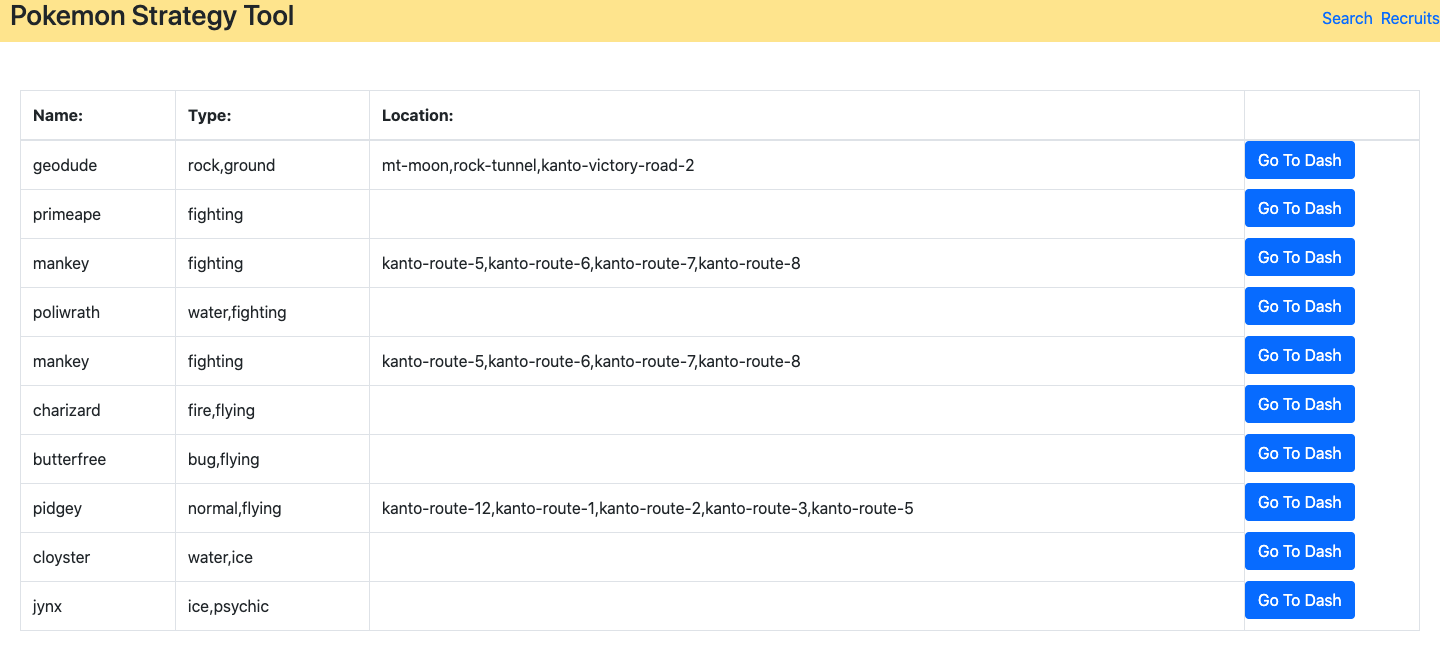 Pokemon Strategy Tool
Search Recruits
Name: Type: Location:
geodude rock,ground mt-moon,rock-tunnel,kanto-victory-road-2 Go To Dash
primeape fighting Go To Dash
mankey fighting kanto-route-5,kanto-route-6,kanto-route-7,kanto-route-8 Go To Dash
poliwrath water,fighting Go To Dash
mankey fighting kanto-route-5,kanto-route-6,kanto-route-7,kanto-route-8 Go To Dash
charizard fire,flying Go To Dash
butterfree bug,flying Go To Dash
pidgey normal,flying kanto-route-12,kanto-route-1,kanto-route-2,kanto-route-3,kanto-route-5 Go To Dash
cloyster water,ice Go To Dash
jynx ice,psychic Go To Dash